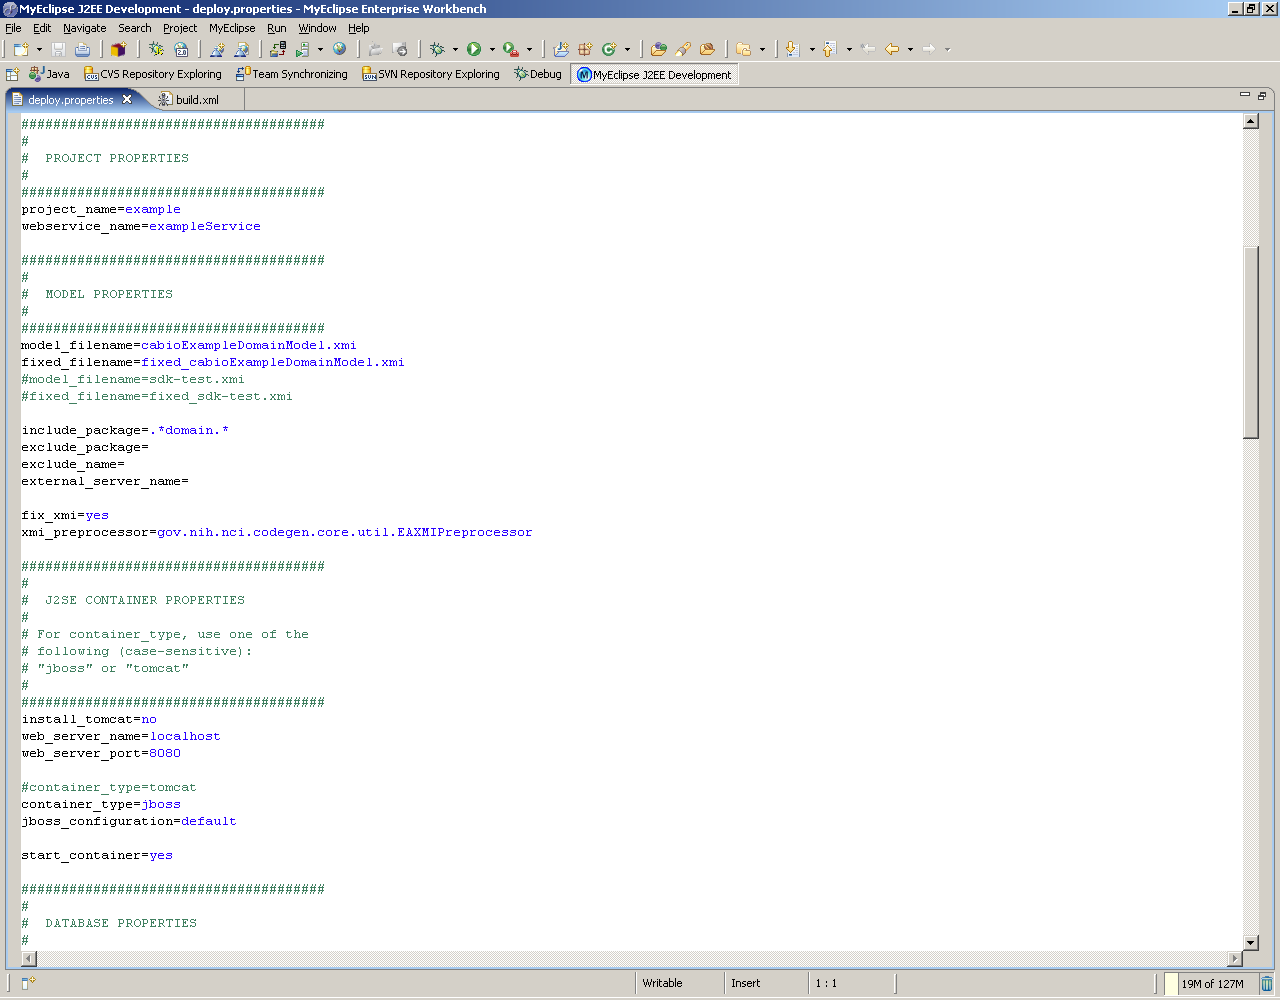 MyEclipse J2EE Development - deploy.properties - MyEclipse Enterprise Workbench
File Edit Navigate Search Project MyEclipse Run Window Help
Java CVS Repository Exploring Team Synchronizing SVN Repository Exploring Debug MyEclipse J2EE Development
deploy.properties build.xml
######################################
#
#  PROJECT PROPERTIES
#
######################################
project_name=example
webservice_name=exampleService
######################################
#
#  MODEL PROPERTIES
#
######################################
model_filename=cabioExampleDomainModel.xmi
fixed_filename=fixed_cabioExampleDomainModel.xmi
#model_filename=sdk-test.xmi
#fixed_filename=fixed_sdk-test.xmi
include_package=.*domain.*
exclude_package=
exclude_name=
external_server_name=
fix_xmi=yes
xmi_preprocessor=gov.nih.nci.codegen.core.util.EAXMIPreprocessor
######################################
#
#  J2SE CONTAINER PROPERTIES
#
# For container_type, use one of the
# following (case-sensitive):
# "jboss" or "tomcat"
#
######################################
install_tomcat=no
web_server_name=localhost
web_server_port=8080
#container_type=tomcat
container_type=jboss
jboss_configuration=default
start_container=yes
######################################
#
#  DATABASE PROPERTIES
#
Writable Insert 1 : 1 19M of 127M